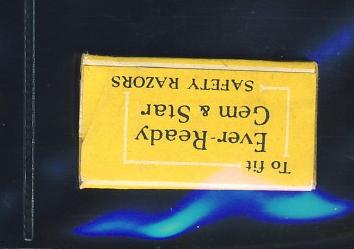 To fit
Ever-Ready
Gem & Star
SAFETY RAZORS